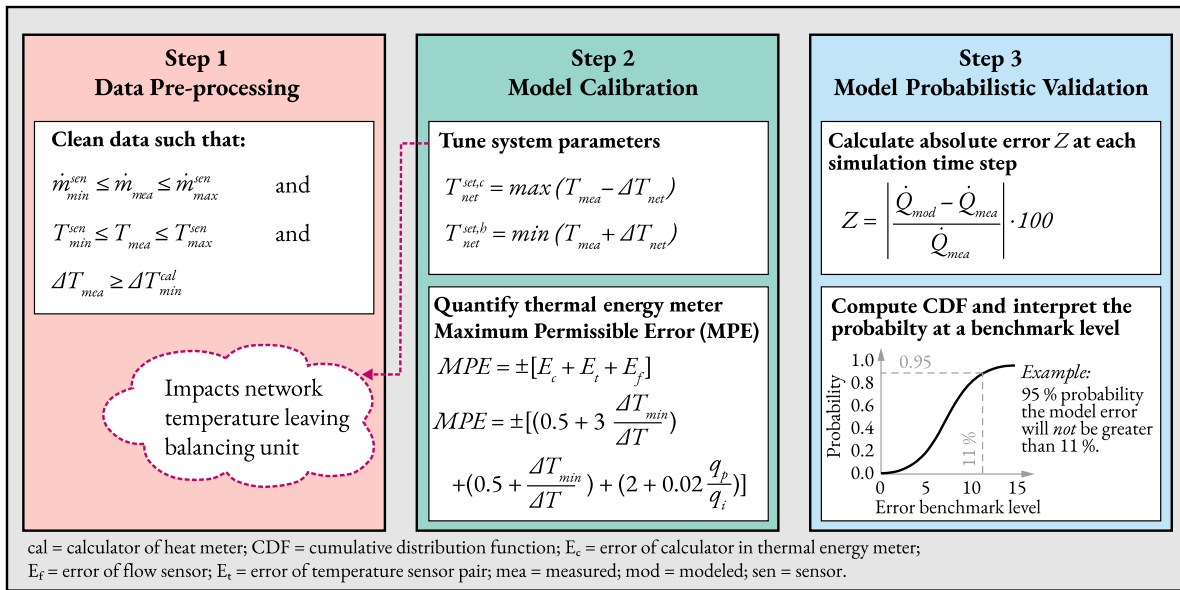 Step 1
Data Pre-processing
Clean data such that:
ṁ_min^sen ≤ ṁ_mea ≤ ṁ_max^sen and
T_min^sen ≤ T_mea ≤ T_max^sen and
ΔT_mea ≥ ΔT_min^cal
Impacts network
temperature leaving
balancing unit
Step 2
Model Calibration
Tune system parameters
T_net^set,c = max (T_mea − ΔT_net)
T_net^set,h = min (T_mea + ΔT_net)
Quantify thermal energy meter
Maximum Permissible Error (MPE)
MPE = ±[E_c + E_t + E_f]
MPE = ±[(0.5 + 3 ΔT_min/ΔT)
+(0.5 + ΔT_min/ΔT) + (2 + 0.02 q_p/q_i)]
Step 3
Model Probabilistic Validation
Calculate absolute error Z at each
simulation time step
Z = |(Q̇_mod − Q̇_mea)/Q̇_mea| · 100
Compute CDF and interpret the
probabilty at a benchmark level
Probability
1.0
0.8
0.6
0.4
0.2
0.0
0.95
11 %
0 5 10 15
Error benchmark level
Example:
95 % probability
the model error
will not be greater
than 11 %.
cal = calculator of heat meter; CDF = cumulative distribution function; E_c = error of calculator in thermal energy meter;
E_f = error of flow sensor; E_t = error of temperature sensor pair; mea = measured; mod = modeled; sen = sensor.